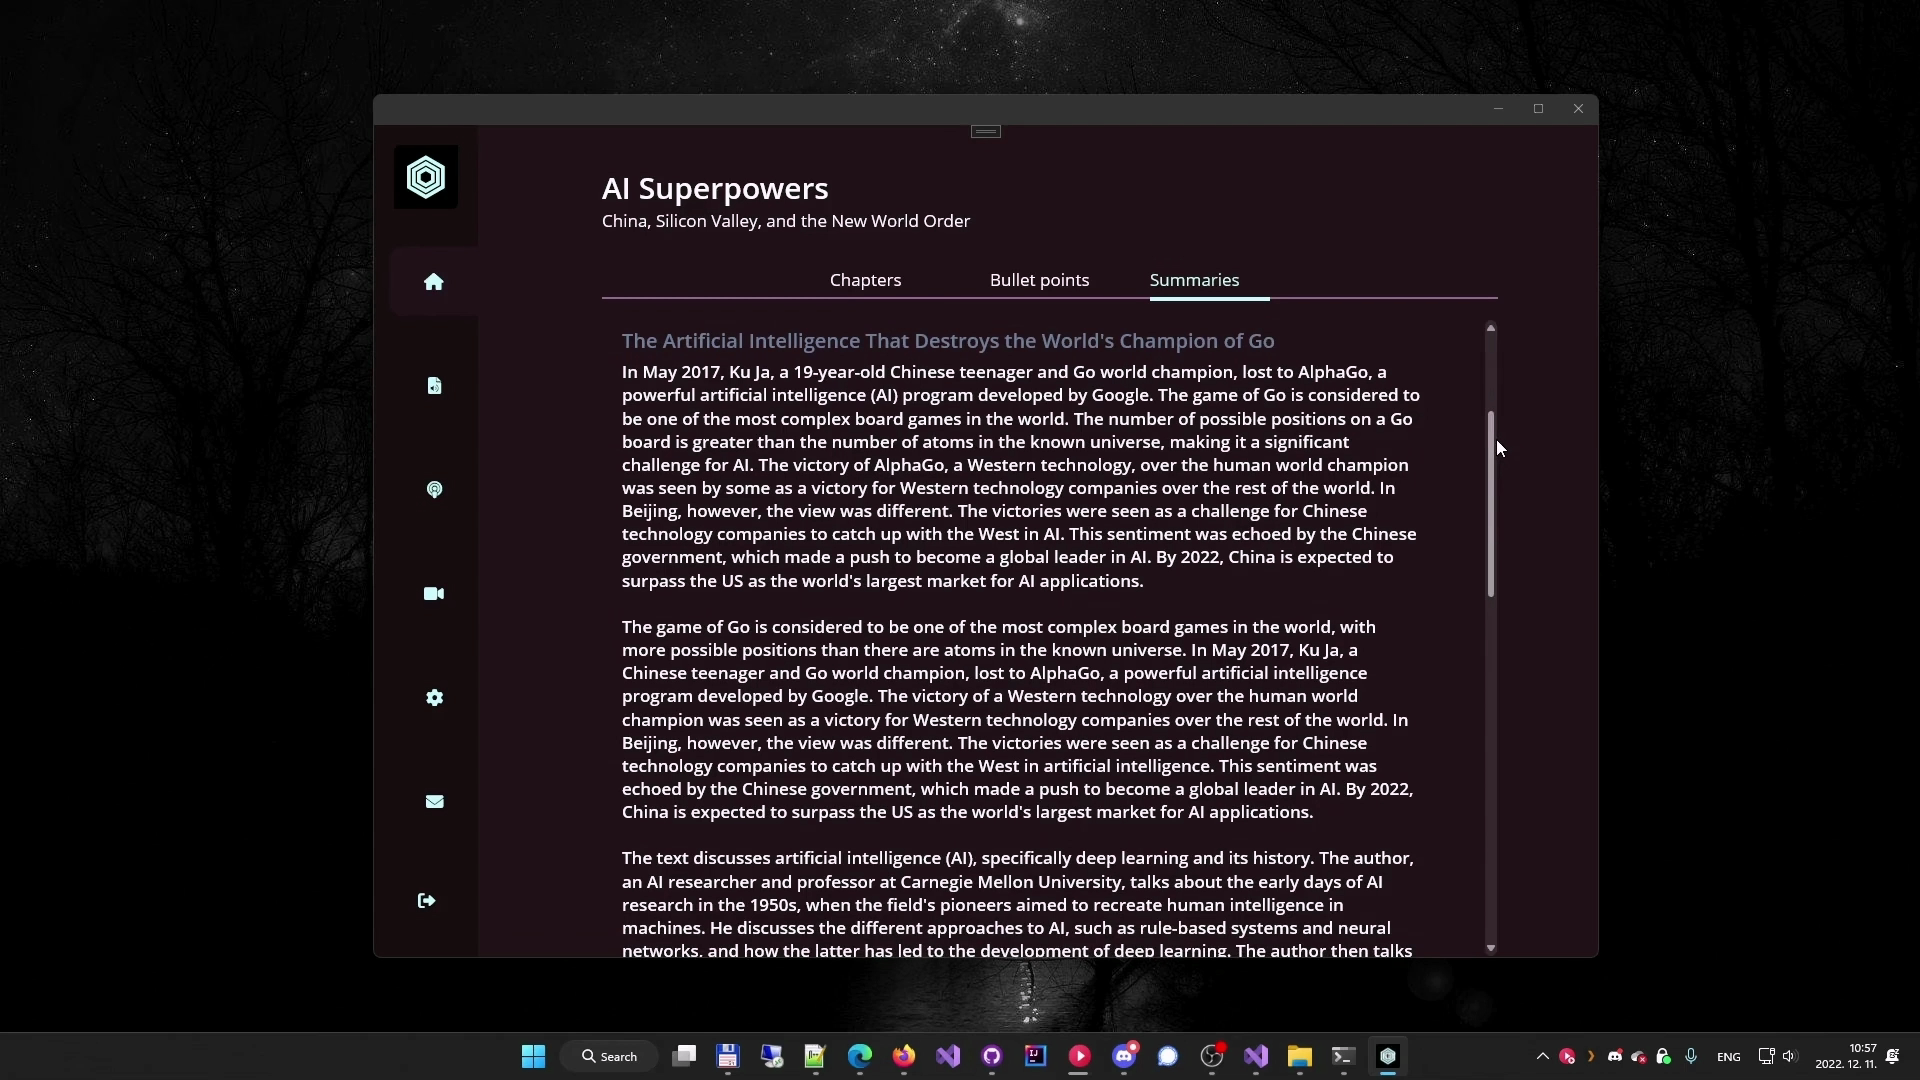 AI Superpowers
China, Silicon Valley, and the New World Order
Chapters
Bullet points
Summaries
The Artificial Intelligence That Destroys the World's Champion of Go
In May 2017, Ku Ja, a 19-year-old Chinese teenager and Go world champion, lost to AlphaGo, a
powerful artificial intelligence (AI) program developed by Google. The game of Go is considered to
be one of the most complex board games in the world. The number of possible positions on a Go
board is greater than the number of atoms in the known universe, making it a significant
challenge for AI. The victory of AlphaGo, a Western technology, over the human world champion
was seen by some as a victory for Western technology companies over the rest of the world. In
Beijing, however, the view was different. The victories were seen as a challenge for Chinese
technology companies to catch up with the West in AI. This sentiment was echoed by the Chinese
government, which made a push to become a global leader in AI. By 2022, China is expected to
surpass the US as the world's largest market for AI applications.
The game of Go is considered to be one of the most complex board games in the world, with
more possible positions than there are atoms in the known universe. In May 2017, Ku Ja, a
Chinese teenager and Go world champion, lost to AlphaGo, a powerful artificial intelligence
program developed by Google. The victory of a Western technology over the human world
champion was seen as a victory for Western technology companies over the rest of the world. In
Beijing, however, the view was different. The victories were seen as a challenge for Chinese
technology companies to catch up with the West in artificial intelligence. This sentiment was
echoed by the Chinese government, which made a push to become a global leader in AI. By 2022,
China is expected to surpass the US as the world's largest market for AI applications.
The text discusses artificial intelligence (AI), specifically deep learning and its history. The author,
an AI researcher and professor at Carnegie Mellon University, talks about the early days of AI
research in the 1950s, when the field's pioneers aimed to recreate human intelligence in
machines. He discusses the different approaches to AI, such as rule-based systems and neural
networks, and how the latter has led to the development of deep learning. The author then talks
Search
ENG
10:57
2022. 12. 11.